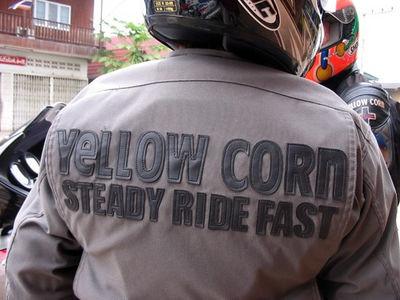 YeLLOW CORn
STEADY RIDE FAST
YELLOW CORN